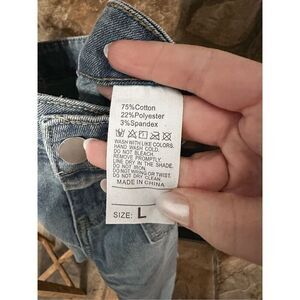 75%Cotton
22%Polyester
3%Spandex
WASH WITH LIKE COLORS.
HAND WASH COLD.
DO NOT BLEACH.
REMOVE PROMPTLY.
LINE DRY IN THE SHADE.
DO NOT IRON.
DO NOT WRING OR TWIST.
DO NOT DRY CLEAN.
MADE IN CHINA
SIZE: L